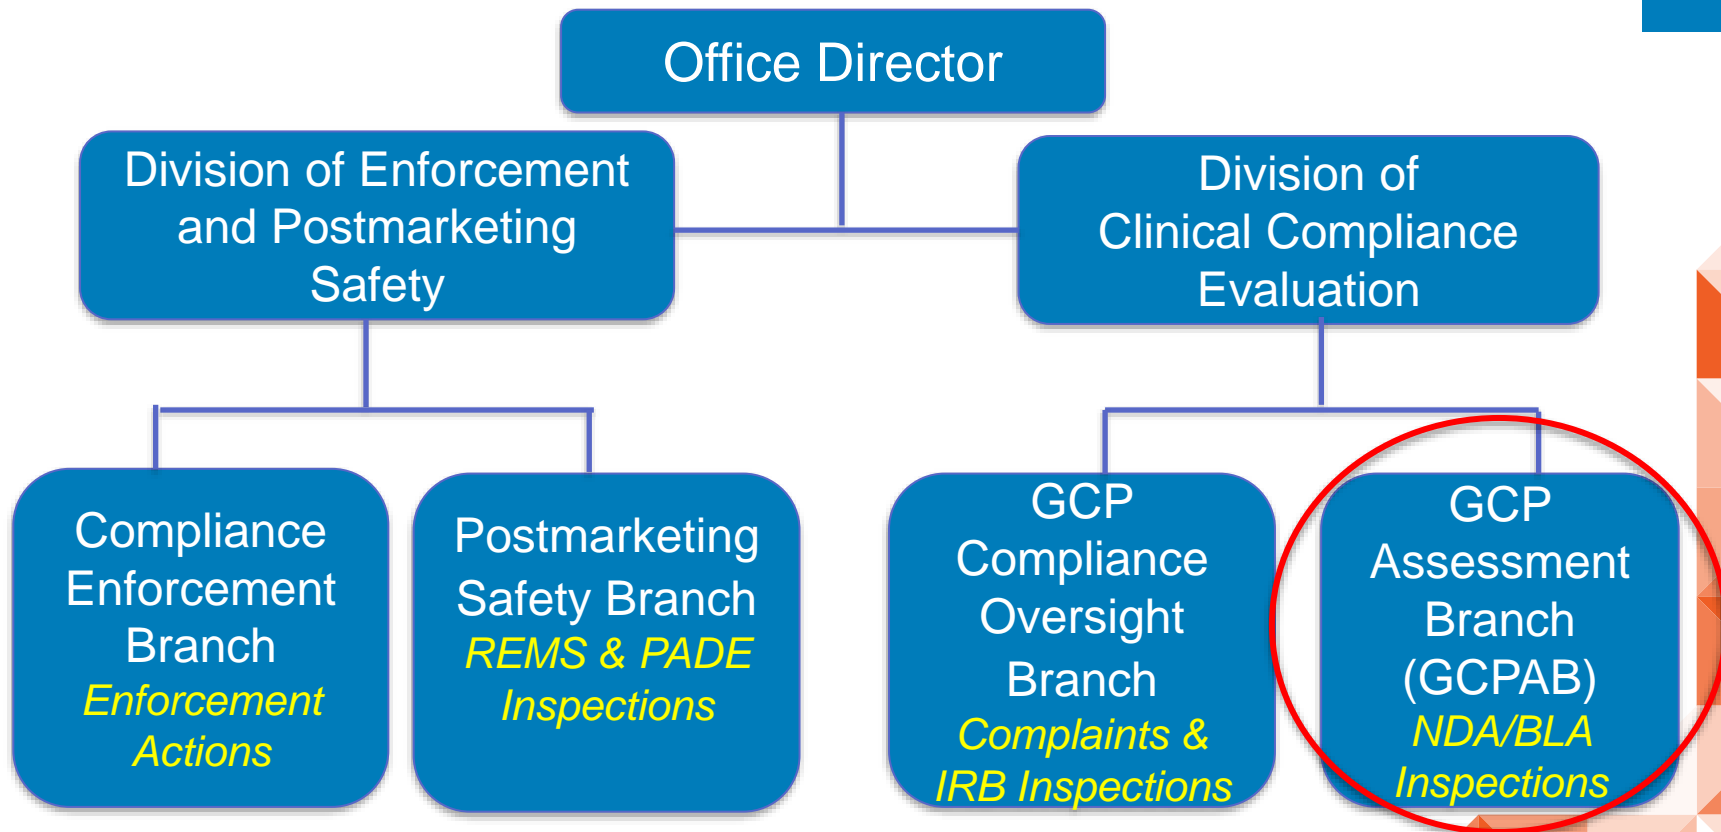 Office Director
Division of Enforcement
and Postmarketing
Safety
Division of
Clinical Compliance
Evaluation
Compliance
Enforcement
Branch
Enforcement
Actions
Postmarketing
Safety Branch
REMS & PADE
Inspections
GCP
Compliance
Oversight
Branch
Complaints &
IRB Inspections
GCP
Assessment
Branch
(GCPAB)
NDA/BLA
Inspections